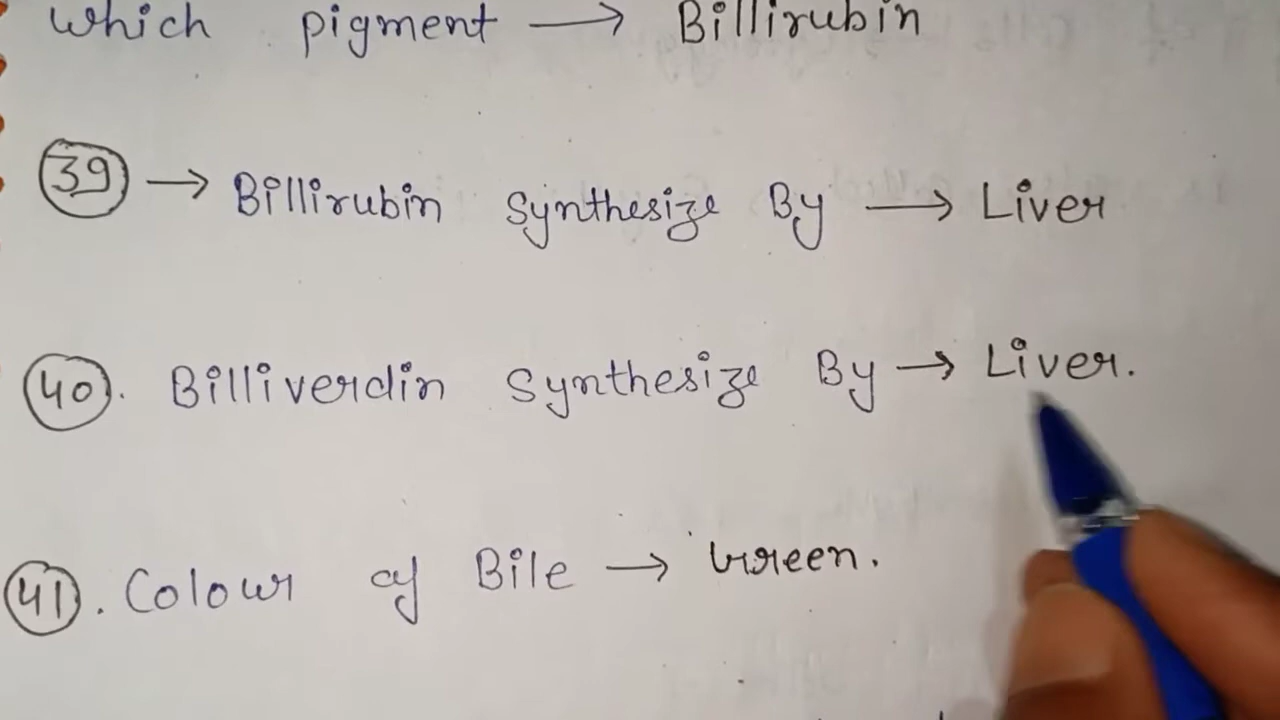 which pigment → Billirubin
39 → Billirubin Synthesize By → Liver
40. Billiverdin Synthesize By → Liver.
41. Colour of Bile → Green.